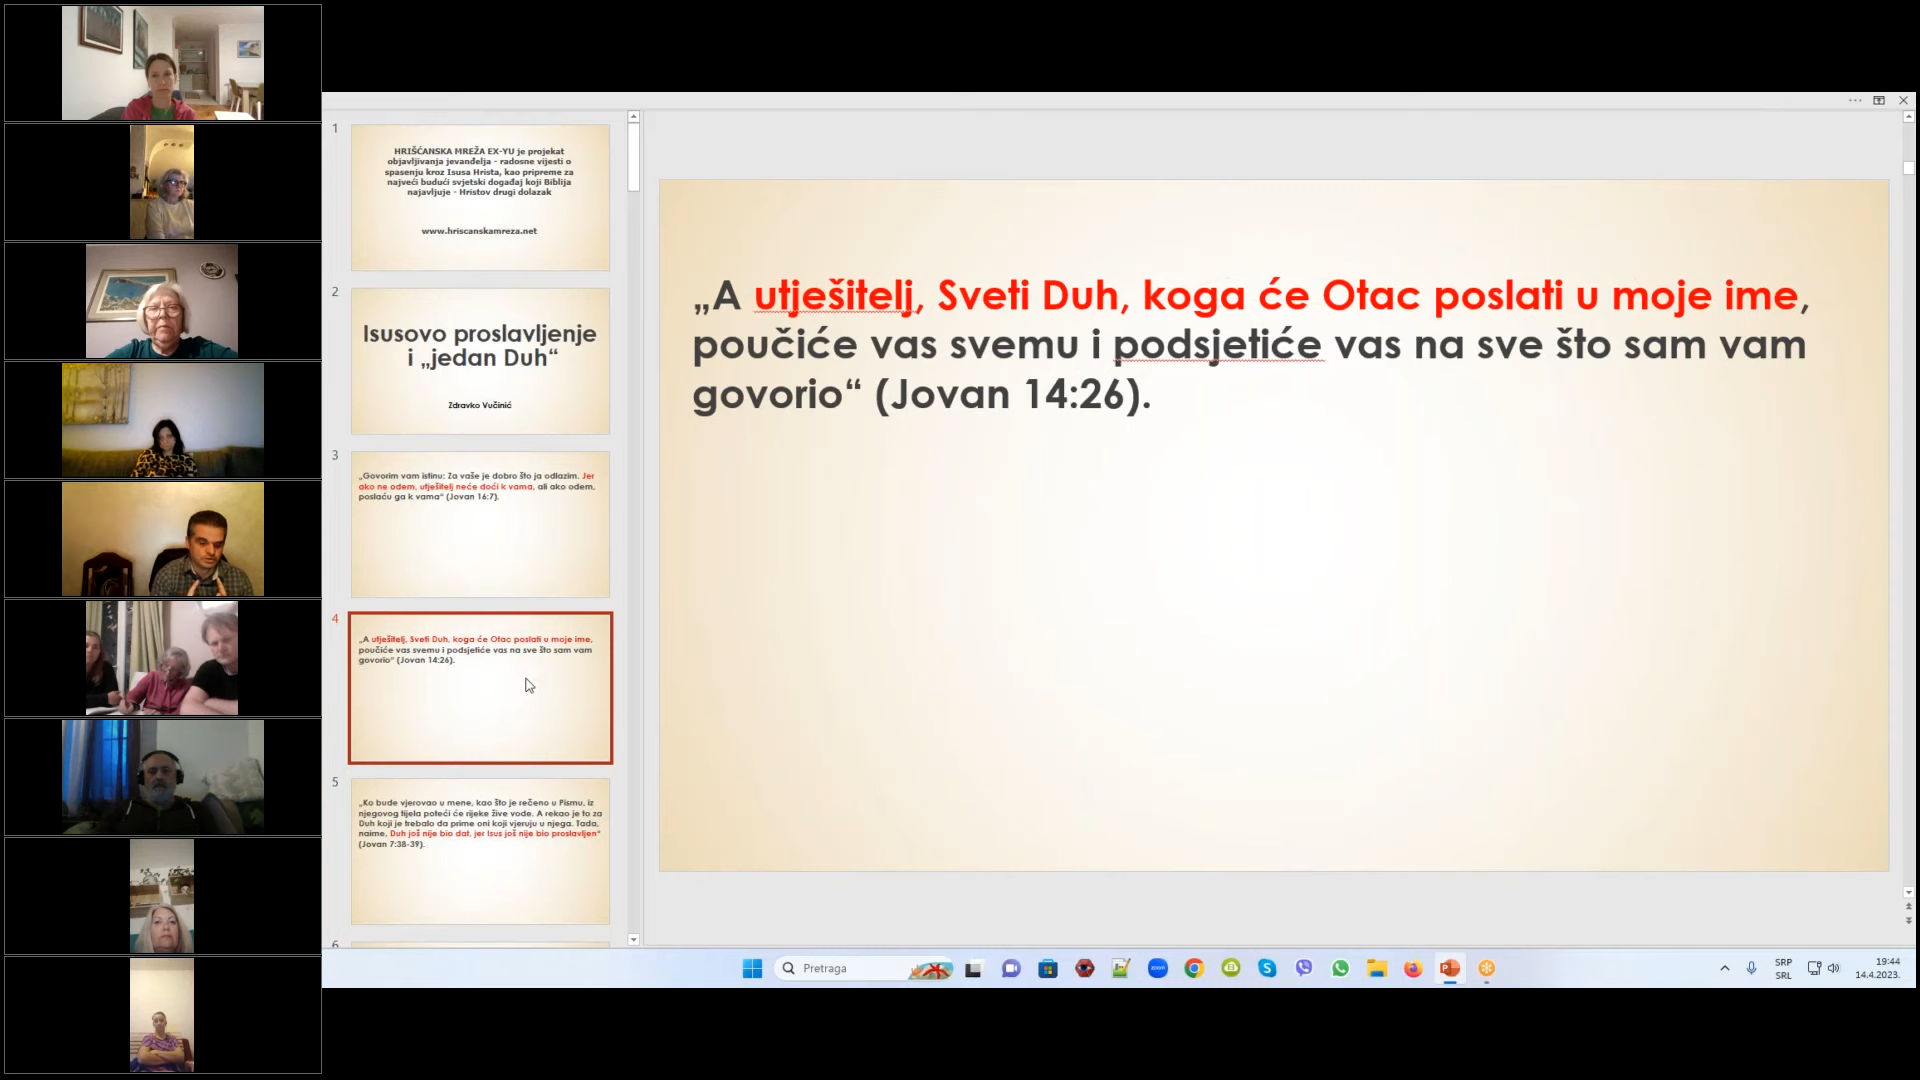 1
HRIŠĆANSKA MREŽA EX-YU je projekat
objavljivanja jevanđelja - radosne vijesti o
spasenju kroz Isusa Hrista, kao pripreme za
najveći budući svjetski događaj koji Biblija
najavljuje - Hristov drugi dolazak
www.hriscanskamreza.net
2
Isusovo proslavljenje
i „jedan Duh“
Zdravko Vučinić
3
„Govorim vam istinu: Za vaše je dobro što ja odlazim. Jer
ako ne odem, utješitelj neće doći k vama, ali ako odem,
poslaću ga k vama“ (Jovan 16:7).
4
„A utješitelj, Sveti Duh, koga će Otac poslati u moje ime,
poučiće vas svemu i podsjetiće vas na sve što sam vam
govorio“ (Jovan 14:26).
5
„Ko bude vjerovao u mene, kao što je rečeno u Pismu, iz
njegovog tijela poteći će rijeke žive vode. A rekao je to za
Duh koji je trebalo da prime oni koji vjeruju u njega. Tada,
naime, Duh još nije bio dat, jer Isus još nije bio proslavljen“
(Jovan 7:38-39).
6
„A utješitelj, Sveti Duh, koga će Otac poslati u moje ime,
poučiće vas svemu i podsjetiće vas na sve što sam vam
govorio“ (Jovan 14:26).
Pretraga
zoom
SRP
SRL
19:44
14.4.2023.